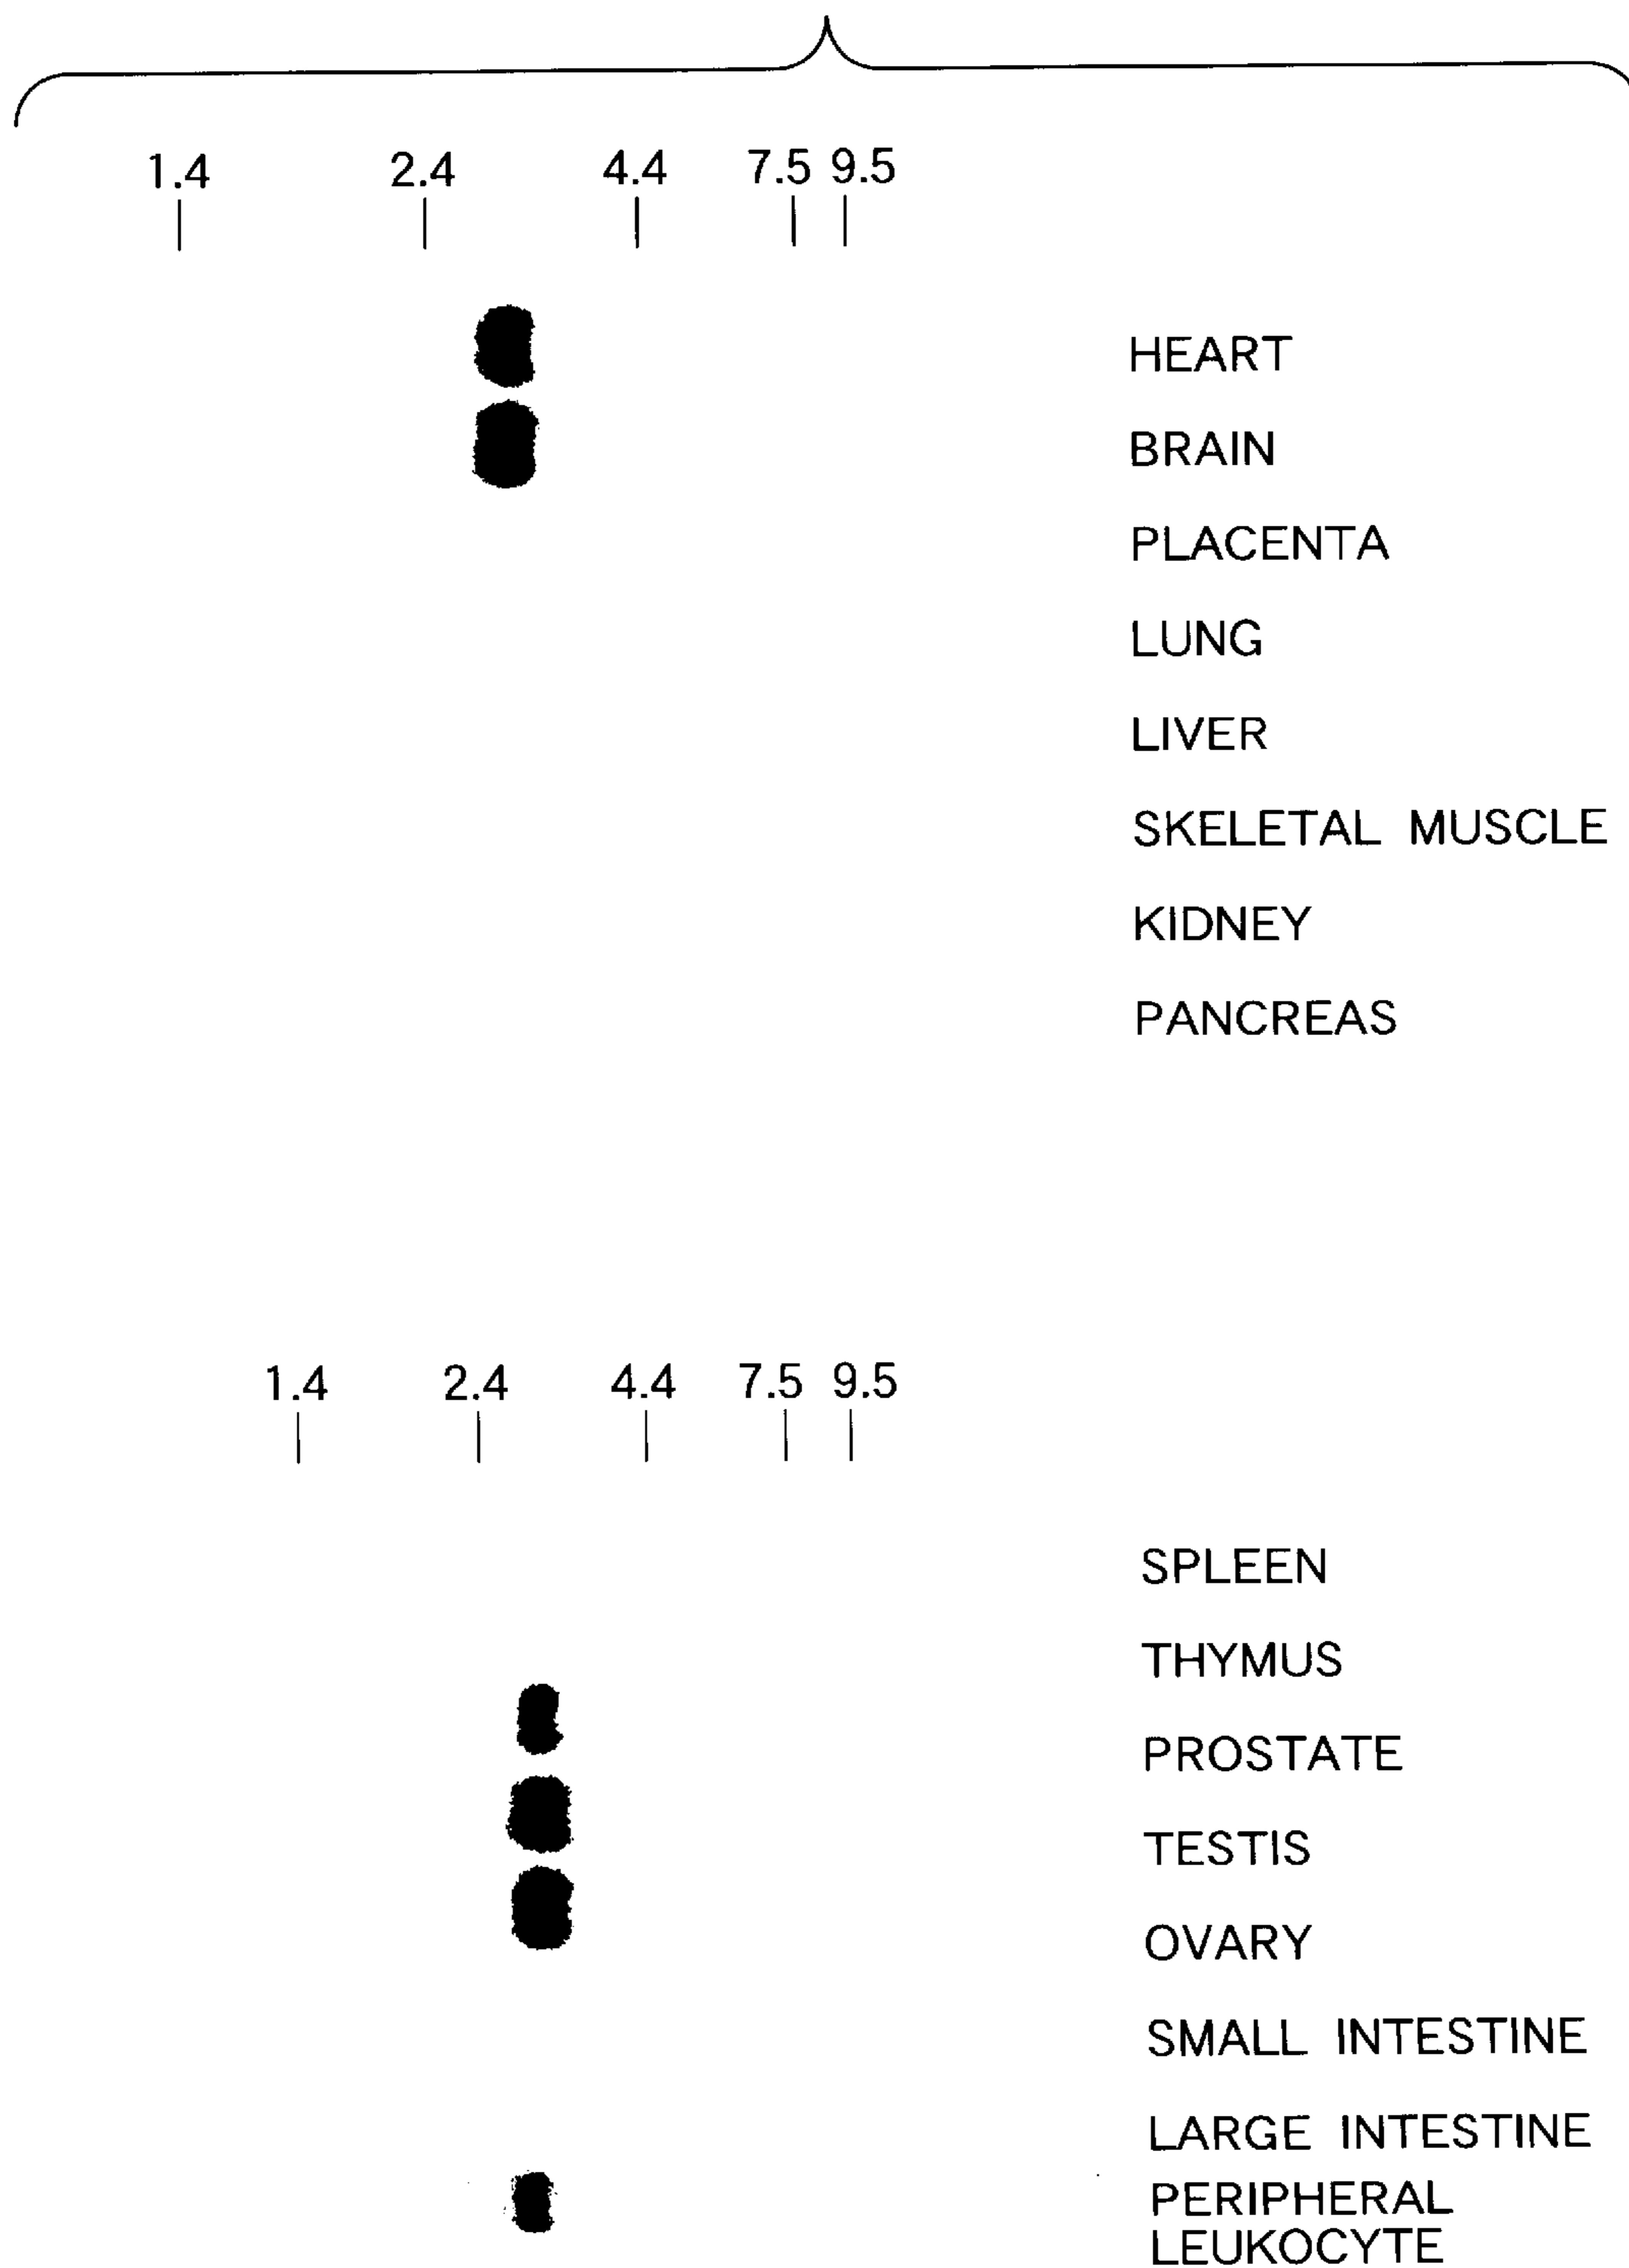 1.4 2.4 4.4 7.5 9.5
HEART
BRAIN
PLACENTA
LUNG
LIVER
SKELETAL MUSCLE
KIDNEY
PANCREAS
1.4 2.4 4.4 7.5 9.5
SPLEEN
THYMUS
PROSTATE
TESTIS
OVARY
SMALL INTESTINE
LARGE INTESTINE
PERIPHERAL
LEUKOCYTE